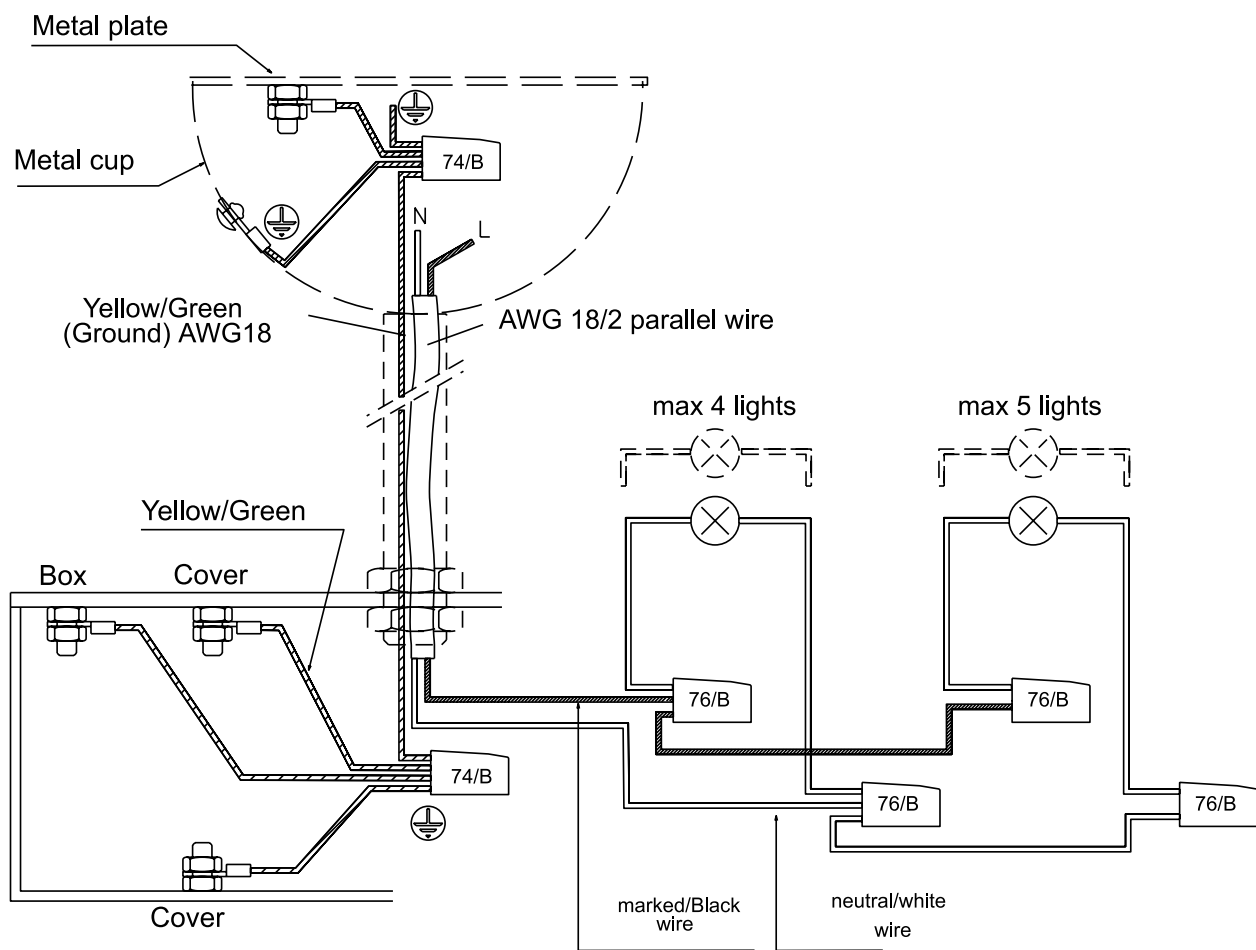 Metal plate
Metal cup
74/B
N
L
Yellow/Green
(Ground) AWG18
AWG 18/2 parallel wire
max 4 lights
max 5 lights
Yellow/Green
Box
Cover
76/B
76/B
74/B
76/B
76/B
Cover
marked/Black
wire
neutral/white
wire